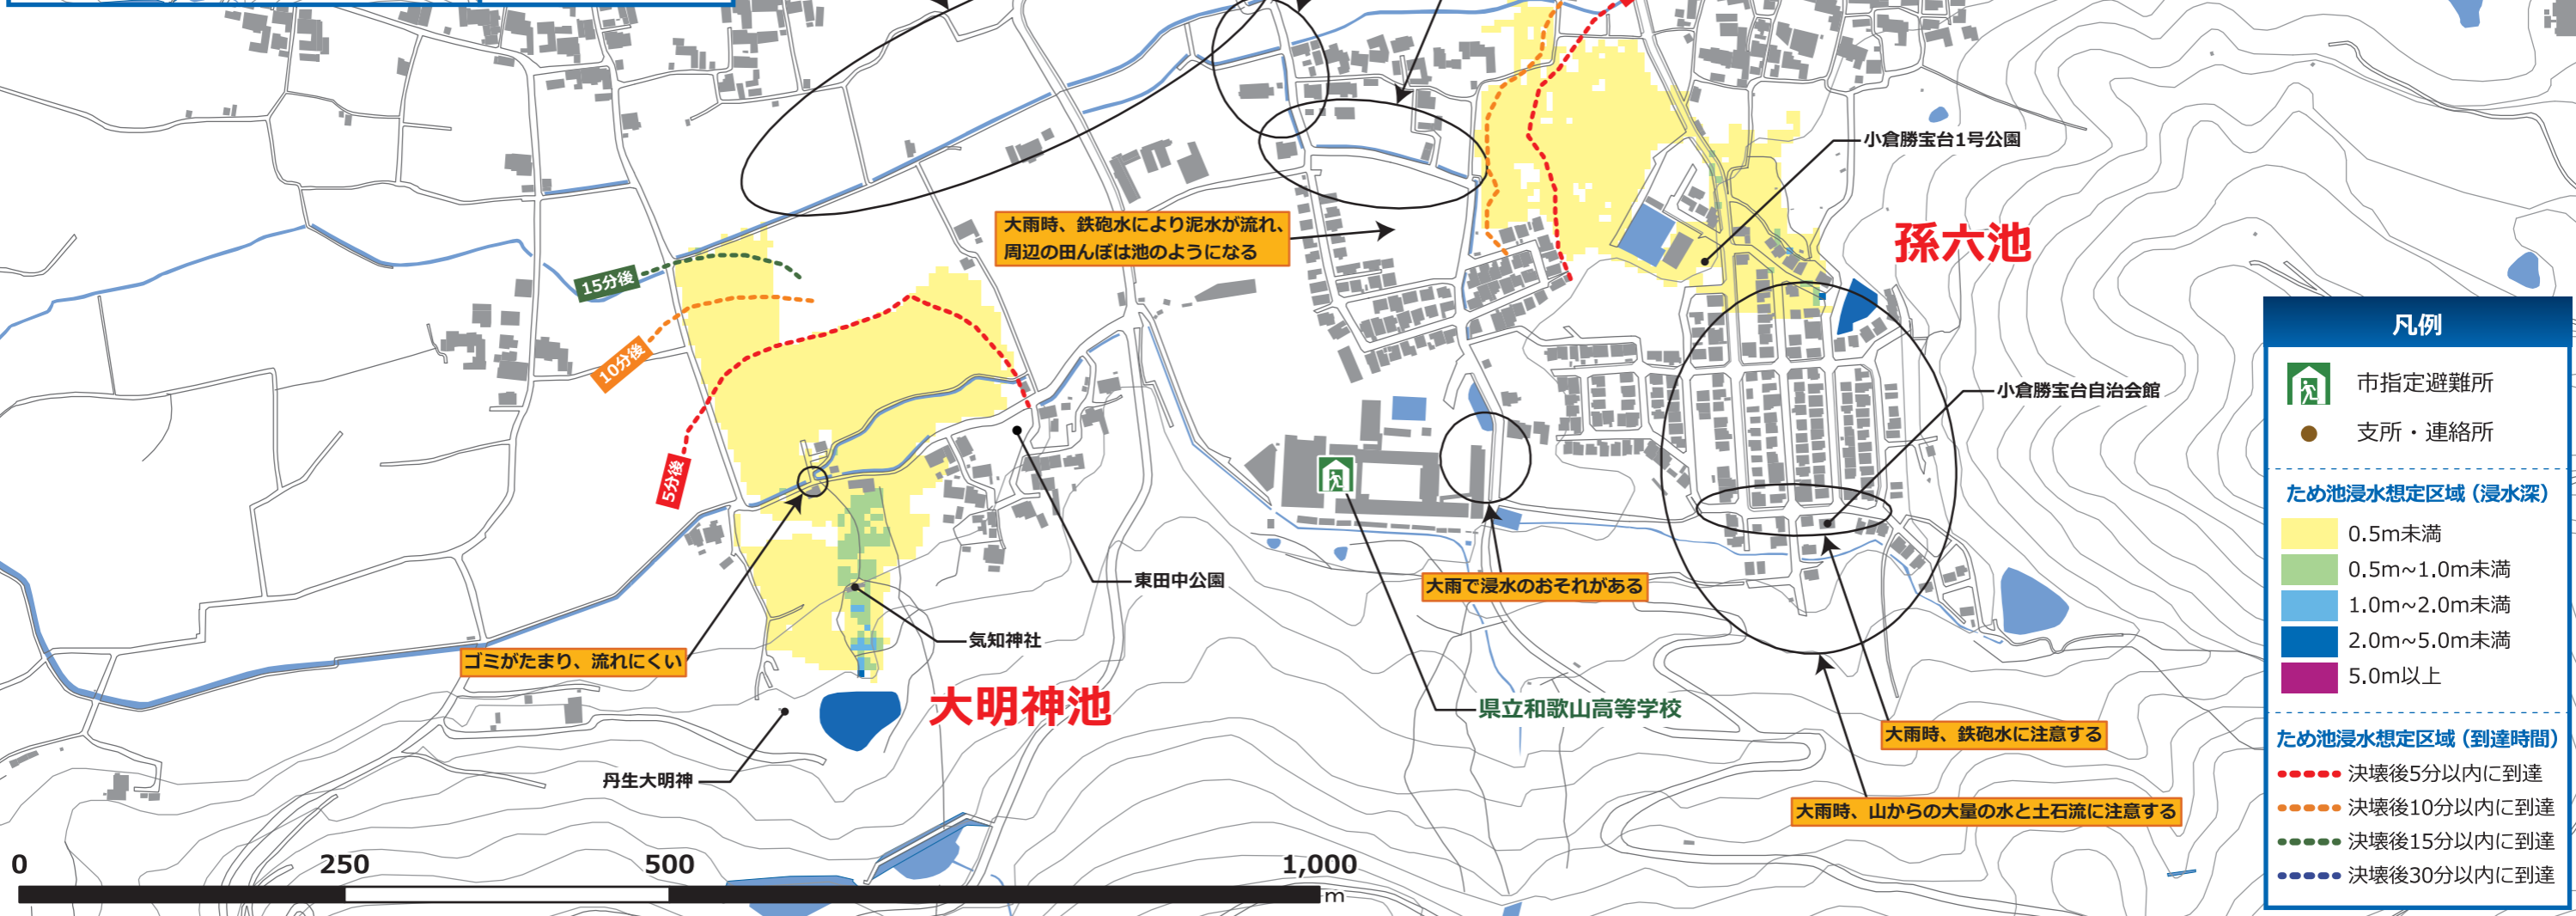 小倉勝宝台1号公園
大雨時、鉄砲水により泥水が流れ、
周辺の田んぼは池のようになる
孫六池
15分後
10分後
5分後
小倉勝宝台自治会館
東田中公園
大雨で浸水のおそれがある
気知神社
ゴミがたまり、流れにくい
大明神池
県立和歌山高等学校
大雨時、鉄砲水に注意する
丹生大明神
大雨時、山からの大量の水と土石流に注意する
0 250 500 1,000
m
凡例
市指定避難所
支所・連絡所
ため池浸水想定区域（浸水深）
0.5m未満
0.5m~1.0m未満
1.0m~2.0m未満
2.0m~5.0m未満
5.0m以上
ため池浸水想定区域（到達時間）
決壊後5分以内に到達
決壊後10分以内に到達
決壊後15分以内に到達
決壊後30分以内に到達